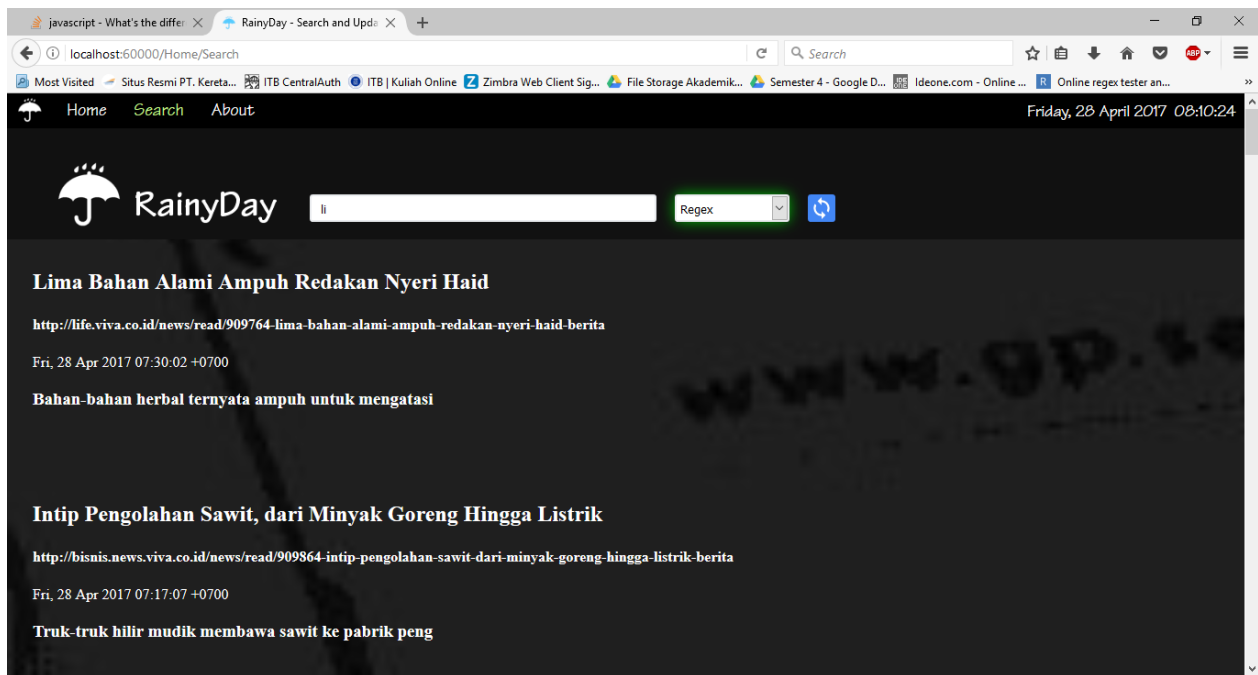 javascript - What's the differ
RainyDay - Search and Upda
localhost:60000/Home/Search
Search
ABP
Most Visited Situs Resmi PT. Kereta... ITB CentralAuth ITB | Kuliah Online Zimbra Web Client Sig... File Storage Akademik... Semester 4 - Google D... Ideone.com - Online ... Online regex tester an... »
Home Search About Friday, 28 April 2017 08:10:24
RainyDay li Regex
Lima Bahan Alami Ampuh Redakan Nyeri Haid
http://life.viva.co.id/news/read/909764-lima-bahan-alami-ampuh-redakan-nyeri-haid-berita
Fri, 28 Apr 2017 07:30:02 +0700
Bahan-bahan herbal ternyata ampuh untuk mengatasi
www.gp.se
Intip Pengolahan Sawit, dari Minyak Goreng Hingga Listrik
http://bisnis.news.viva.co.id/news/read/909864-intip-pengolahan-sawit-dari-minyak-goreng-hingga-listrik-berita
Fri, 28 Apr 2017 07:17:07 +0700
Truk-truk hilir mudik membawa sawit ke pabrik peng